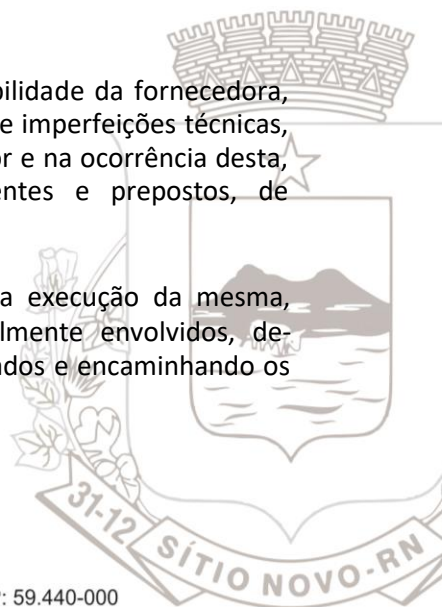 bilidade da fornecedora,
e imperfeições técnicas,
or e na ocorrência desta,
entes e prepostos, de
a execução da mesma,
lmente envolvidos, de-
ados e encaminhando os
31-12 SÍTIO NOVO-RN
: 59.440-000